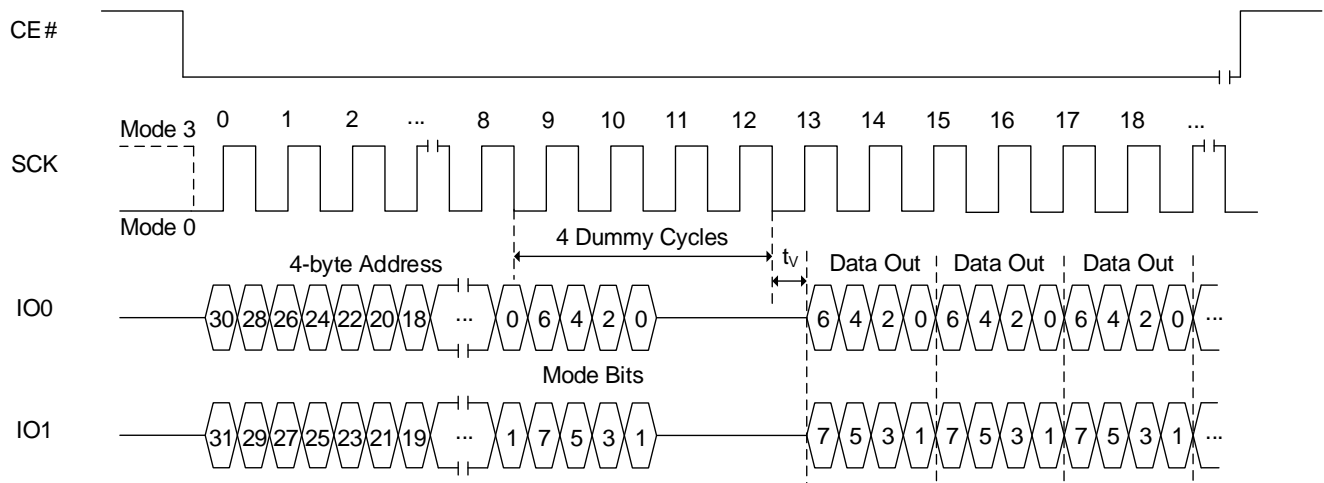 CE#
Mode 3 0 1 2 ... 8 9 10 11 12 13 14 15 16 17 18 ...
SCK
Mode 0
4 Dummy Cycles
4-byte Address tV Data Out Data Out Data Out
IO0 30 28 26 24 22 20 18 ... 0 6 4 2 0 6 4 2 0 6 4 2 0 6 4 2 0 ...
Mode Bits
IO1 31 29 27 25 23 21 19 ... 1 7 5 3 1 7 5 3 1 7 5 3 1 7 5 3 1 ...